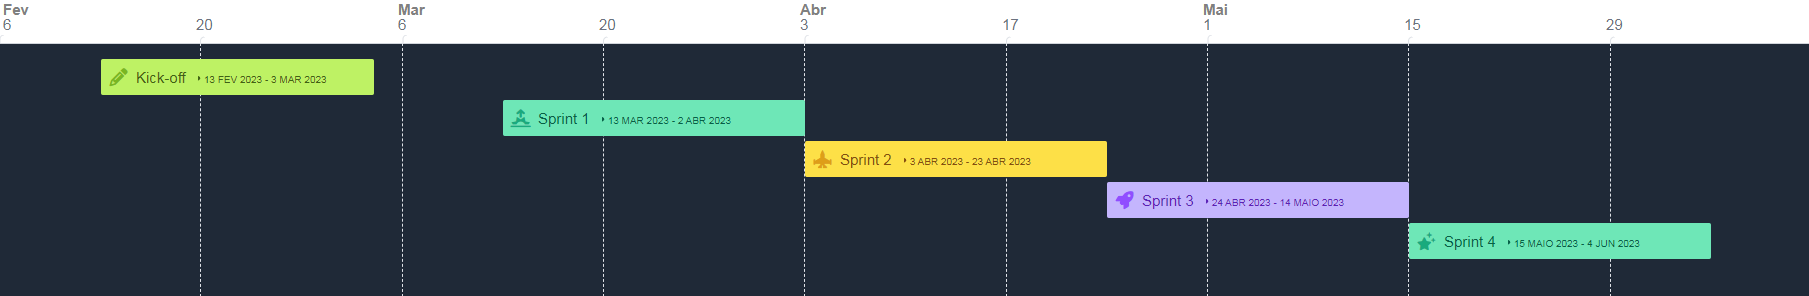 Fev Mar Abr Mai
6 20 6 20 3 17 1 15 29
Kick-off 13 FEV 2023 - 3 MAR 2023
Sprint 1 13 MAR 2023 - 2 ABR 2023
Sprint 2 3 ABR 2023 - 23 ABR 2023
Sprint 3 24 ABR 2023 - 14 MAIO 2023
Sprint 4 15 MAIO 2023 - 4 JUN 2023